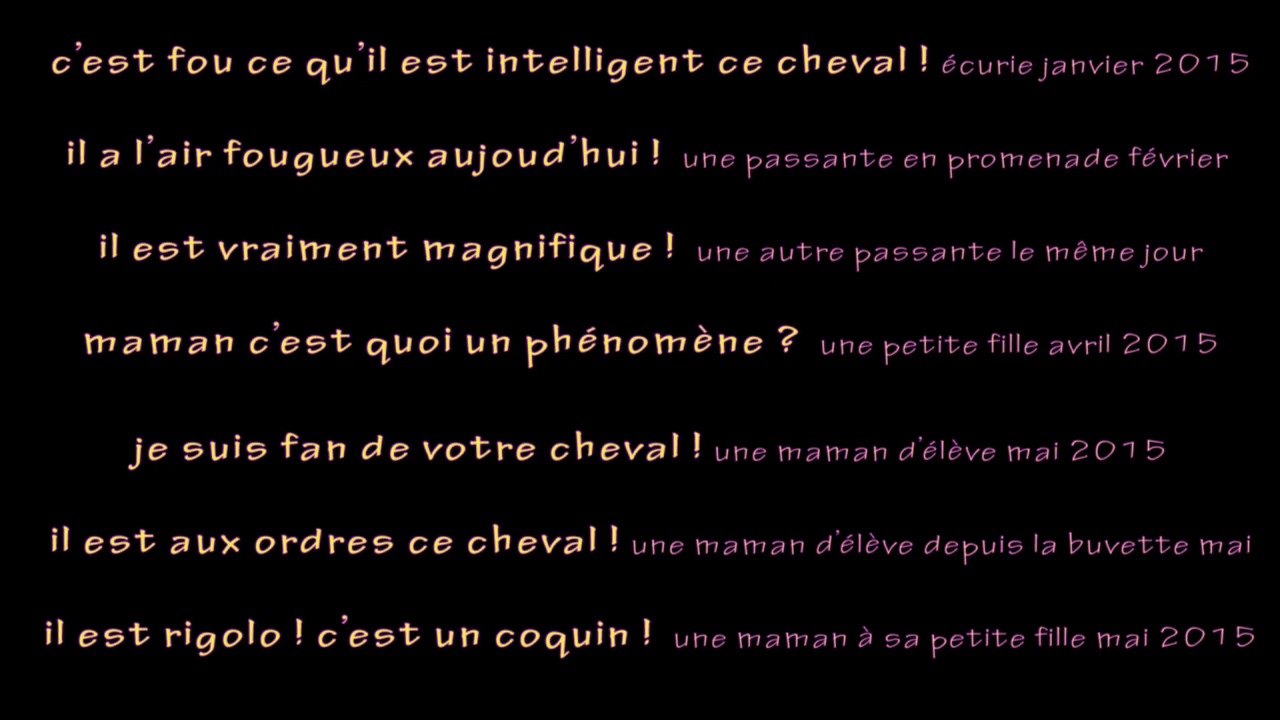 c'est fou ce qu'il est intelligent ce cheval ! écurie janvier 2015
il a l'air fougueux aujoud'hui ! une passante en promenade février
il est vraiment magnifique ! une autre passante le même jour
maman c'est quoi un phénomène ? une petite fille avril 2015
je suis fan de votre cheval ! une maman d'élève mai 2015
il est aux ordres ce cheval ! une maman d'élève depuis la buvette mai
il est rigolo ! c'est un coquin ! une maman à sa petite fille mai 2015